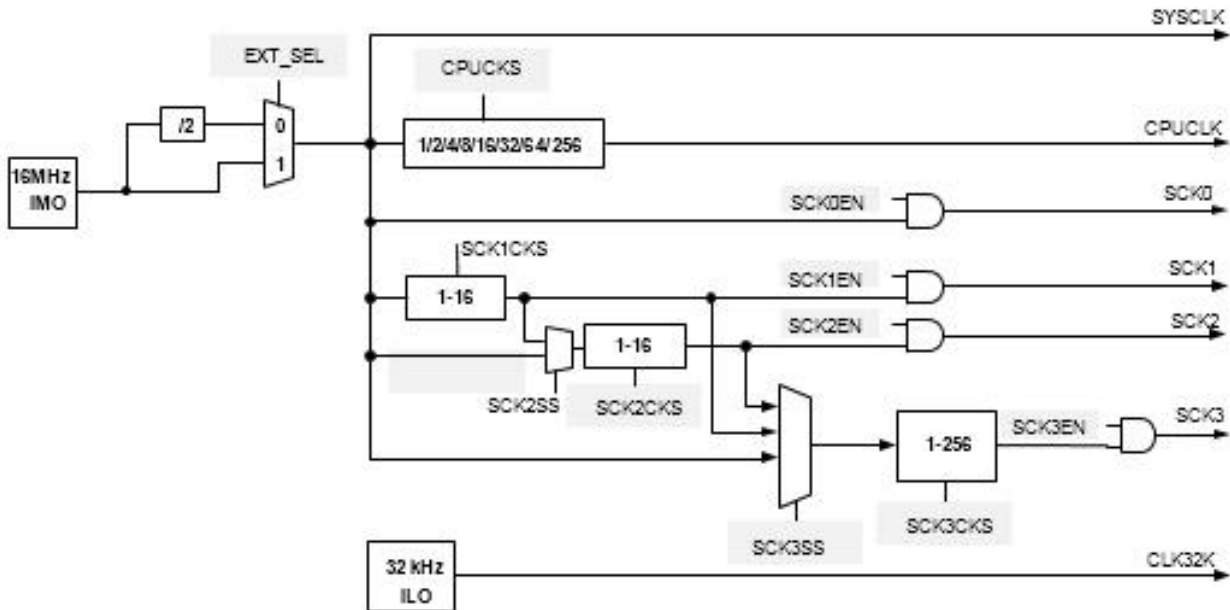 SYSCLK
EXT_SEL
CPUCKS
/2
0
1/2/4/8/16/32/64/256
CPUCLK
1
16MHz
IMO
SCK0EN
SCK0
SCK1CKS
SCK1EN
SCK1
1-16
SCK2EN
SCK2
1-16
SCK2SS
SCK2CKS
SCK3EN
SCK3
1-256
SCK3CKS
SCK3SS
32 kHz
ILO
CLK32K